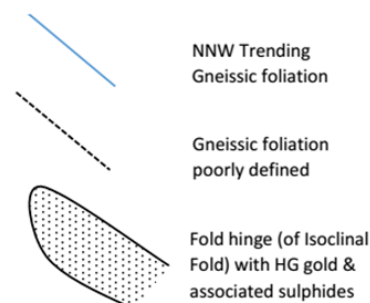 NNW Trending
Gneissic foliation
Gneissic foliation
poorly defined
Fold hinge (of Isoclinal
Fold) with HG gold &
associated sulphides